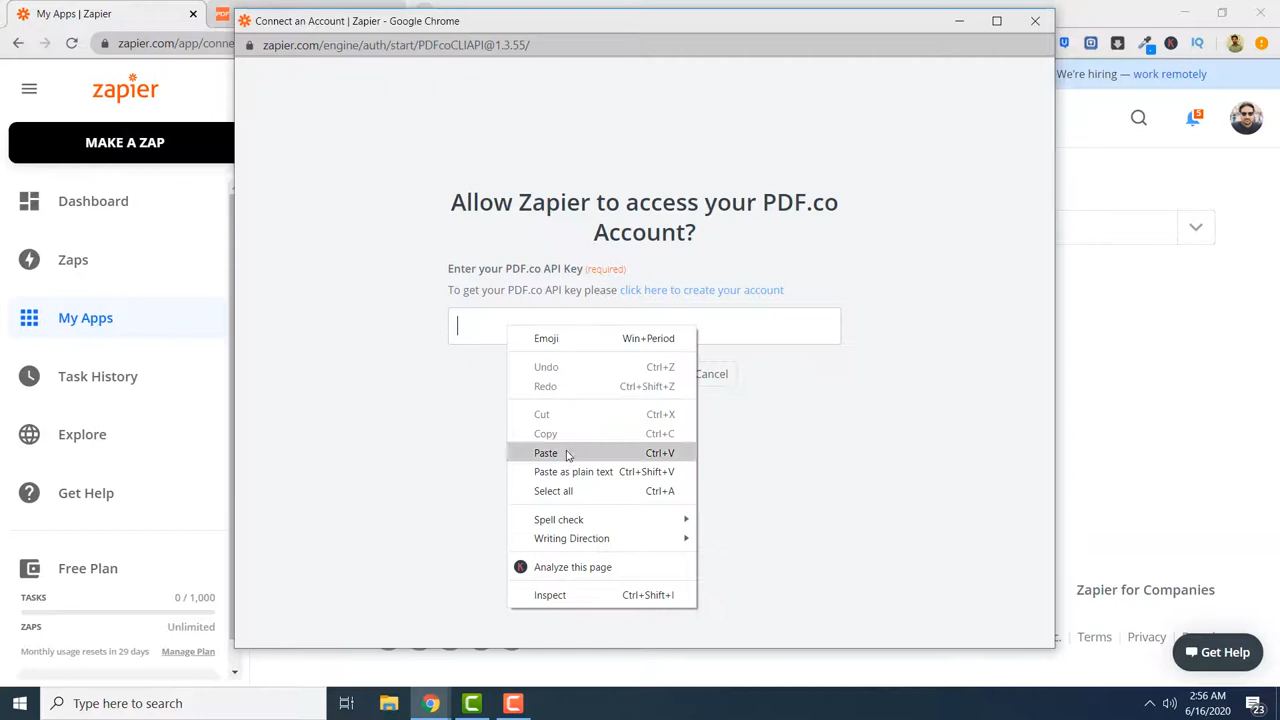 My Apps | Zapier
PDF
Connect an Account | Zapier - Google Chrome
zapier.com/app/conne
zapier.com/engine/auth/start/PDFcoCLIAPI@1.3.55/
IQ
We're hiring — work remotely
zapier
5
MAKE A ZAP
Dashboard
Zaps
My Apps
Task History
Explore
Get Help
Free Plan
TASKS 0 / 1,000
ZAPS Unlimited
Monthly usage resets in 29 days Manage Plan
Allow Zapier to access your PDF.co
Account?
Enter your PDF.co API Key (required)
To get your PDF.co API key please click here to create your account
Cancel
Emoji Win+Period
Undo Ctrl+Z
Redo Ctrl+Shift+Z
Cut Ctrl+X
Copy Ctrl+C
Paste Ctrl+V
Paste as plain text Ctrl+Shift+V
Select all Ctrl+A
Spell check
Writing Direction
K Analyze this page
Inspect Ctrl+Shift+I
Zapier for Companies
Terms Privacy
Get Help
Type here to search
2:56 AM
6/16/2020
23